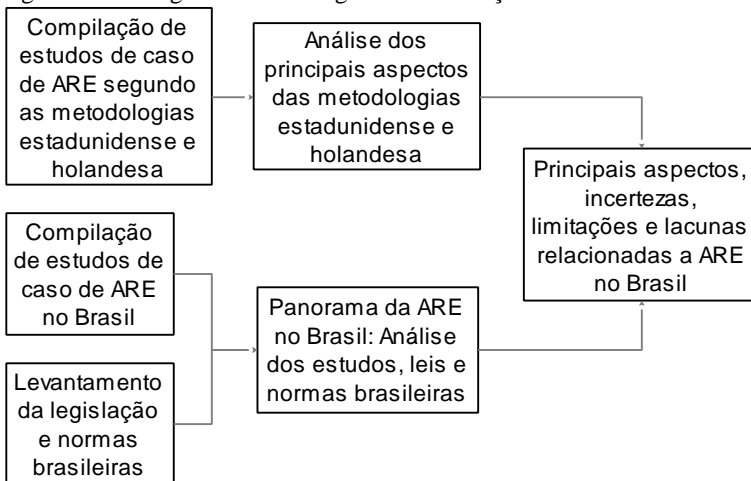 Compilação de
estudos de caso
de ARE segundo
as metodologias
estadunidense e
holandesa
Análise dos
principais aspectos
das metodologias
estadunidense e
holandesa
Principais aspectos,
incertezas,
limitações e lacunas
relacionadas a ARE
no Brasil
Compilação
de estudos de
caso de ARE
no Brasil
Panorama da ARE
no Brasil: Análise
dos estudos, leis e
normas brasileiras
Levantamento
da legislação
e normas
brasileiras